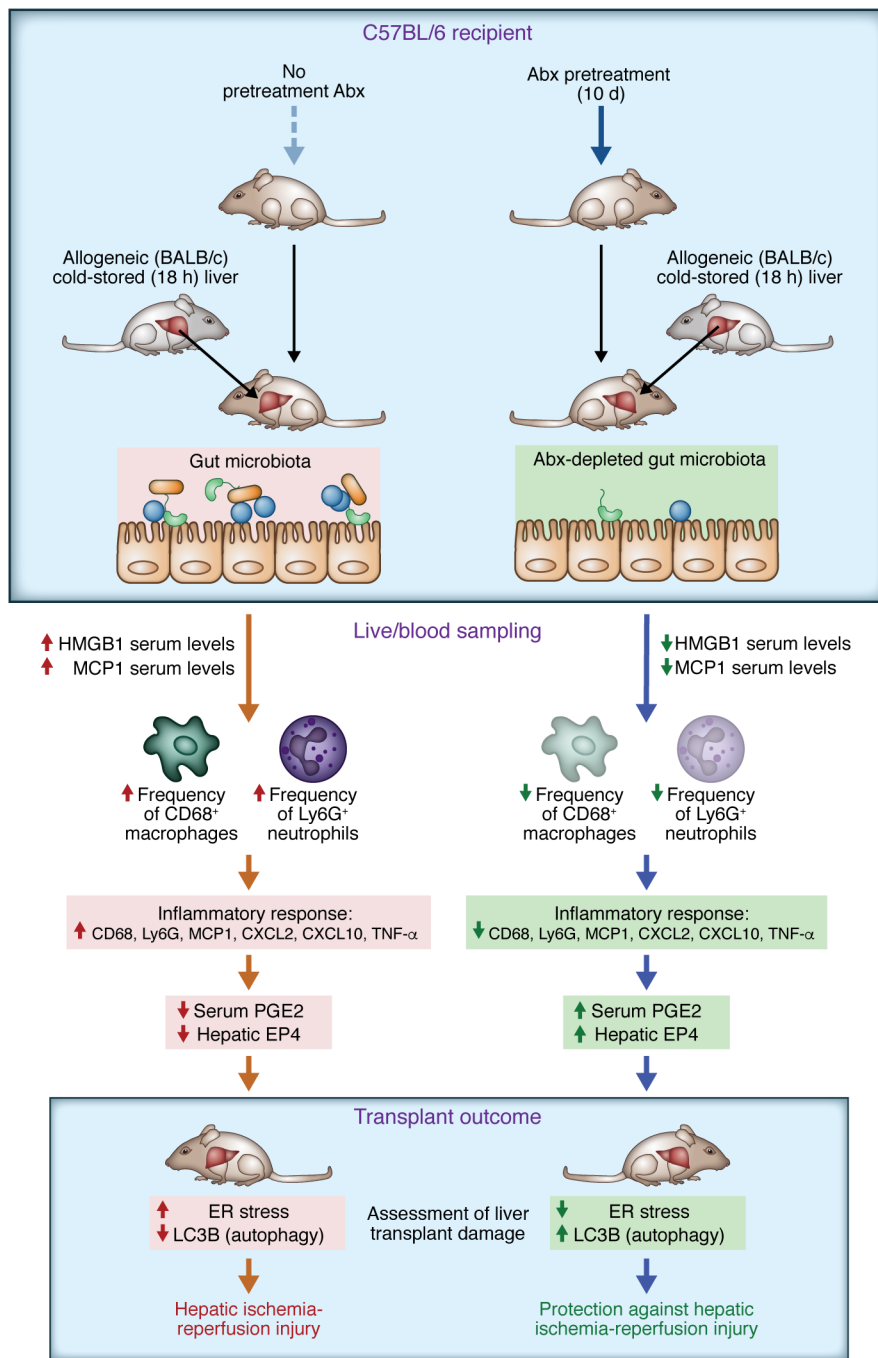 C57BL/6 recipient
No
pretreatment Abx
Abx pretreatment
(10 d)
Allogeneic (BALB/c)
cold-stored (18 h) liver
Allogeneic (BALB/c)
cold-stored (18 h) liver
Gut microbiota
Abx-depleted gut microbiota
Live/blood sampling
HMGB1 serum levels
MCP1 serum levels
HMGB1 serum levels
MCP1 serum levels
Frequency
of CD68⁺
macrophages
Frequency
of Ly6G⁺
neutrophils
Frequency
of CD68⁺
macrophages
Frequency
of Ly6G⁺
neutrophils
Inflammatory response:
CD68, Ly6G, MCP1, CXCL2, CXCL10, TNF-α
Inflammatory response:
CD68, Ly6G, MCP1, CXCL2, CXCL10, TNF-α
Serum PGE2
Hepatic EP4
Serum PGE2
Hepatic EP4
Transplant outcome
ER stress
LC3B (autophagy)
Assessment of liver
transplant damage
ER stress
LC3B (autophagy)
Hepatic ischemia-
reperfusion injury
Protection against hepatic
ischemia-reperfusion injury